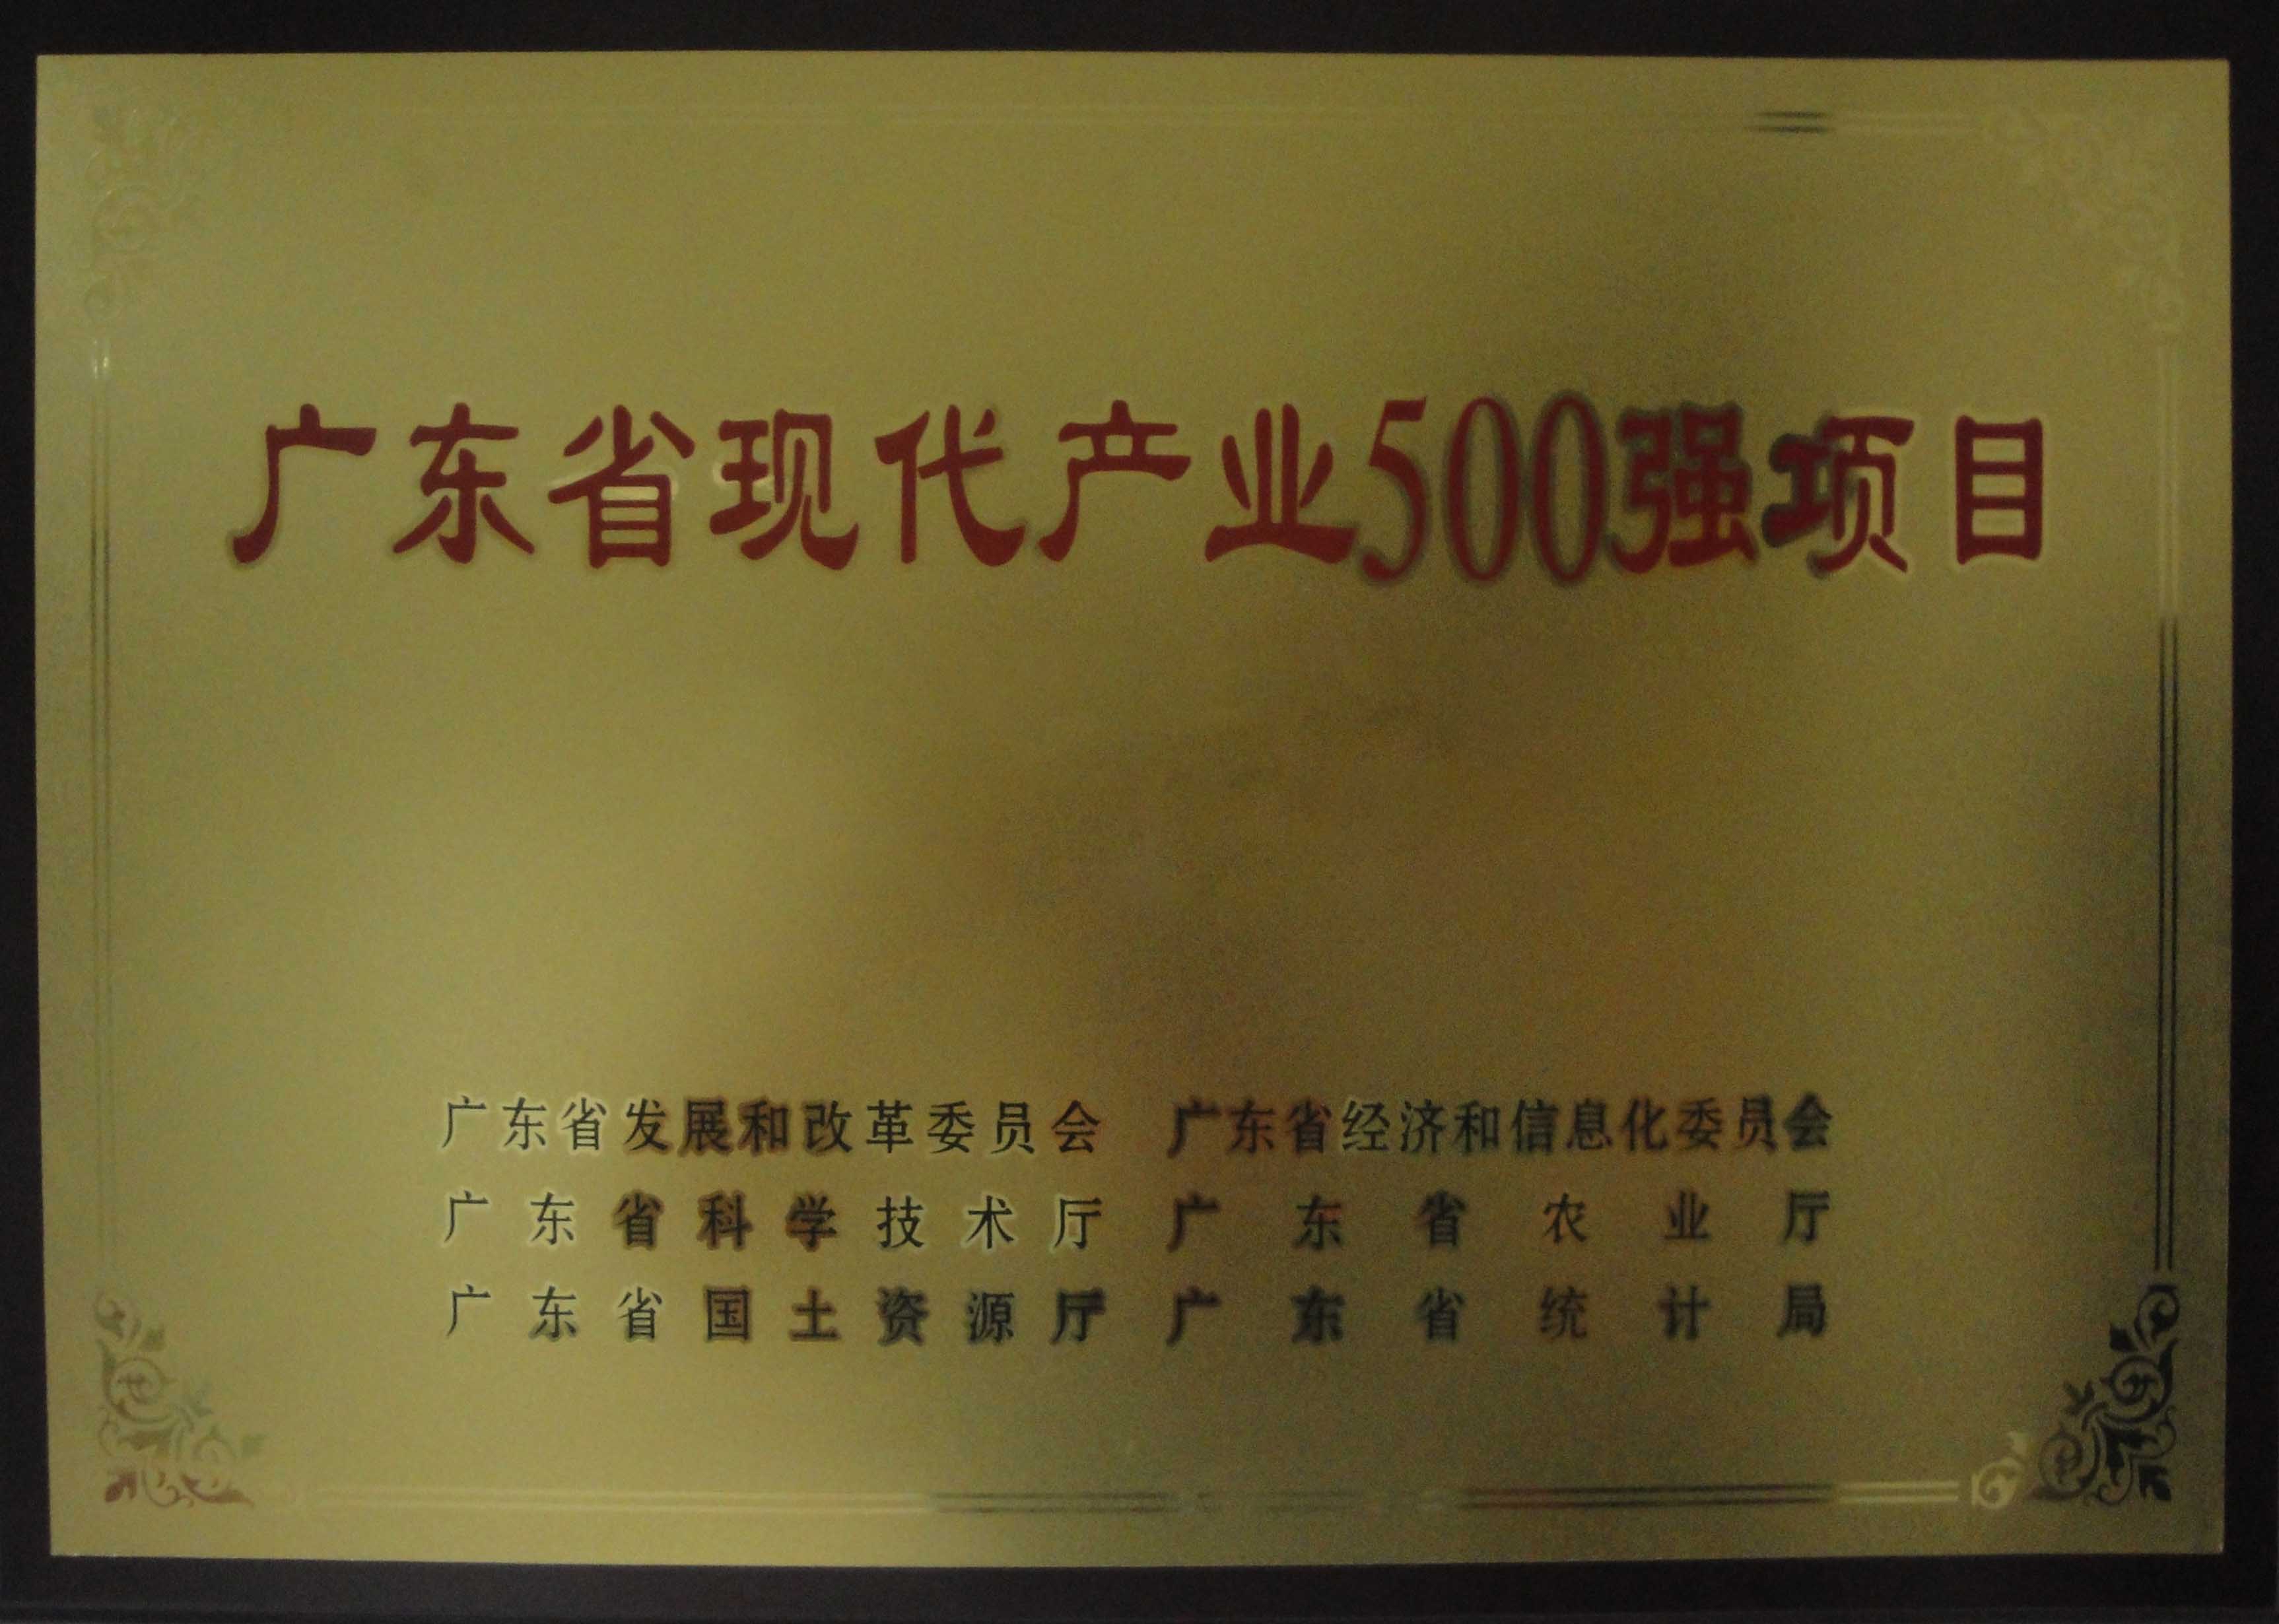 广东省现代产业500强项目
广东省发展和改革委员会 广东省经济和信息化委员会
广东省科学技术厅 广东省农业厅
广东省国土资源厅 广东省统计局